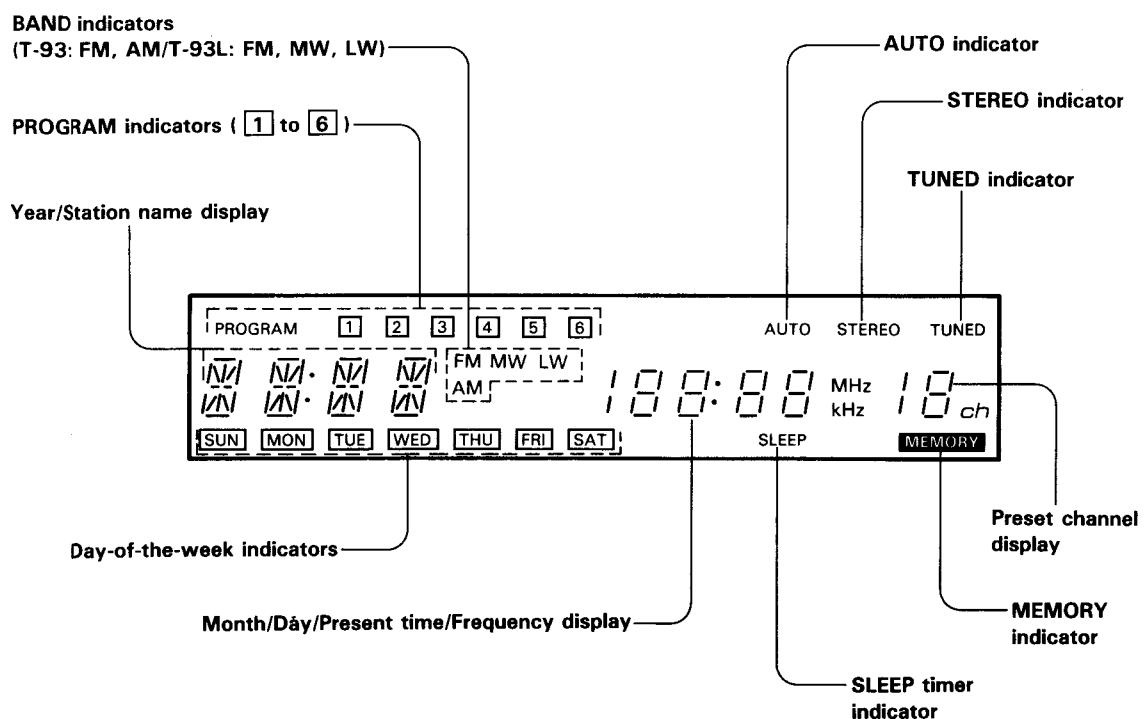 BAND indicators
(T-93: FM, AM/T-93L: FM, MW, LW)
AUTO indicator
STEREO indicator
PROGRAM indicators ( 1 to 6 )
TUNED indicator
Year/Station name display
PROGRAM 1 2 3 4 5 6 AUTO STEREO TUNED
FM MW LW
AM
188:88 MHz kHz 18 ch
SUN MON TUE WED THU FRI SAT SLEEP MEMORY
Preset channel
display
Day-of-the-week indicators
Month/Day/Present time/Frequency display
MEMORY
indicator
SLEEP timer
indicator